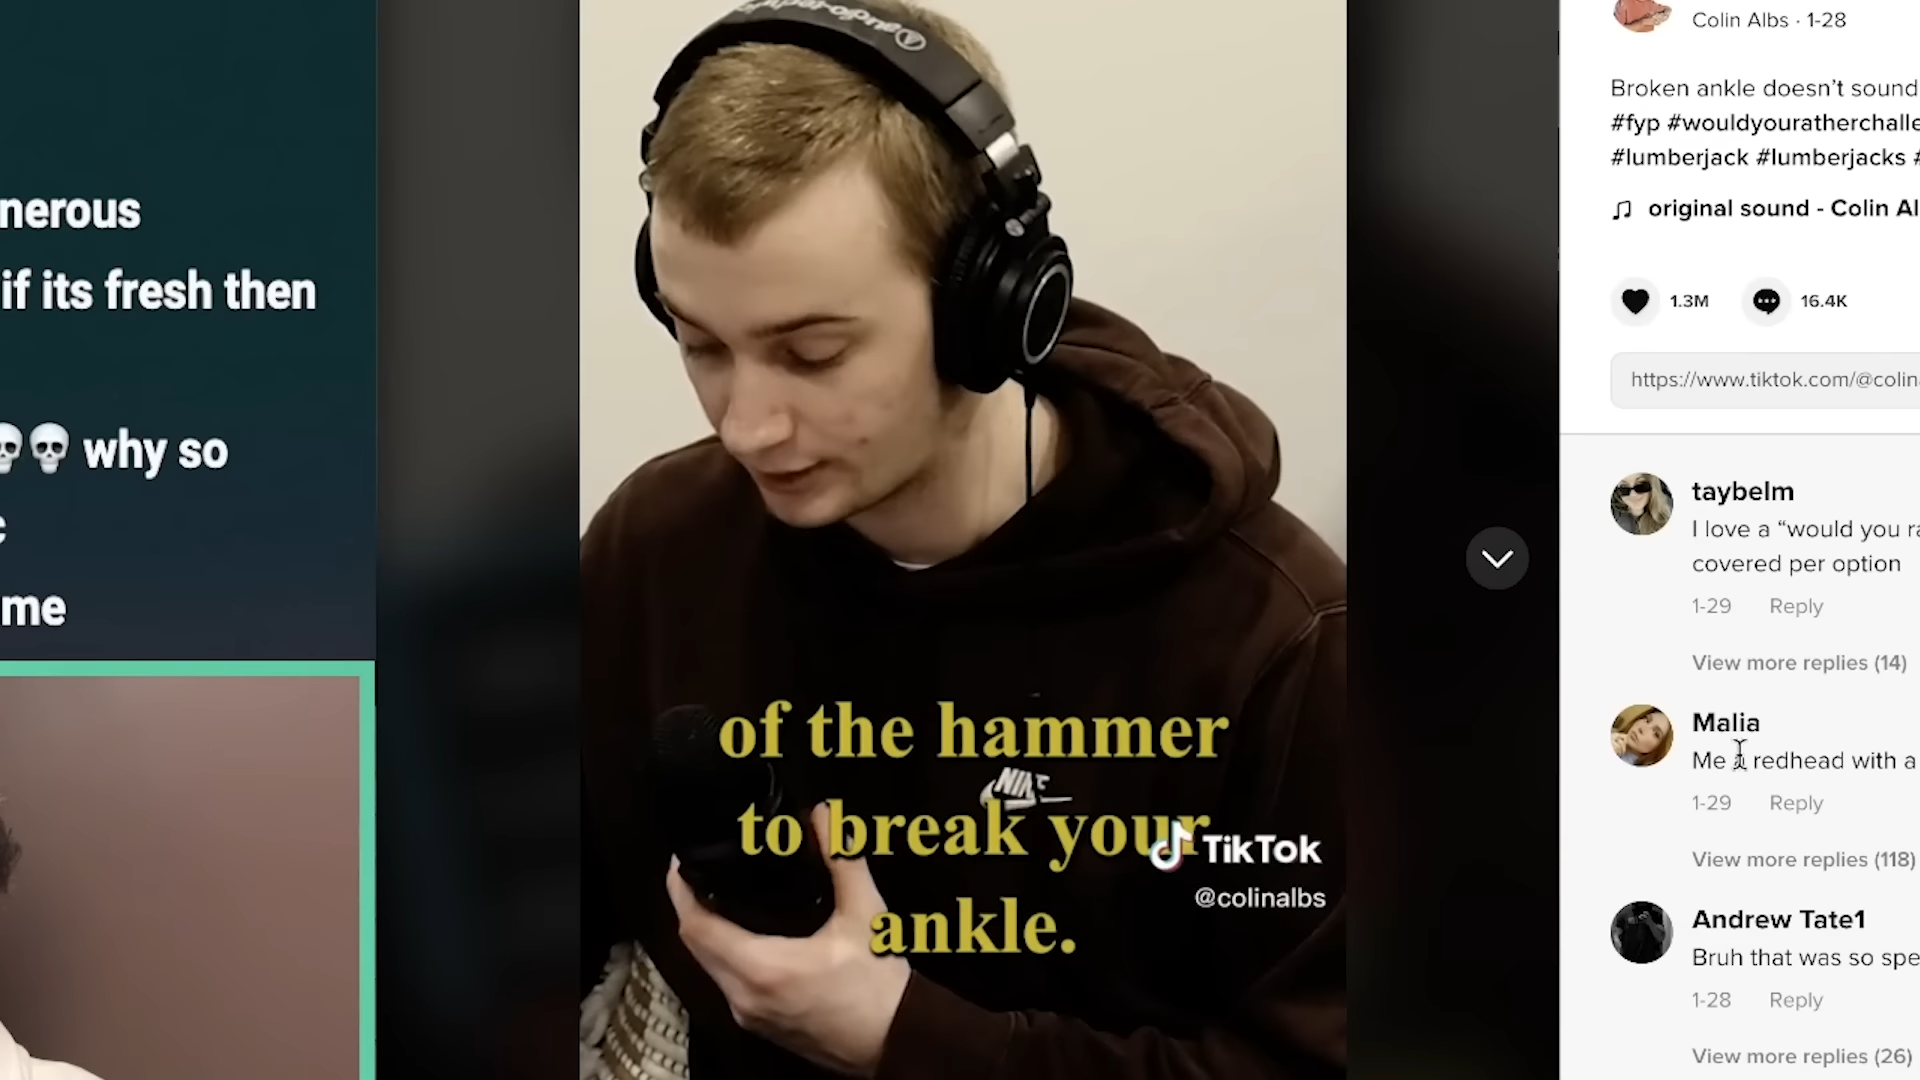 nerous
if its fresh then
💀💀 why so
me
audio-technica
of the hammer
to break your
ankle.
NIKE
TikTok
@colinalbs
Colin Albs · 1-28
Broken ankle doesn’t sound
#fyp #wouldyouratherchalle
#lumberjack #lumberjacks #
original sound - Colin Al
1.3M
16.4K
https://www.tiktok.com/@colin
taybelm
I love a “would you ra
covered per option
1-29 Reply
View more replies (14)
Malia
Me a redhead with a
1-29 Reply
View more replies (118)
Andrew Tate1
Bruh that was so spe
1-28 Reply
View more replies (26)